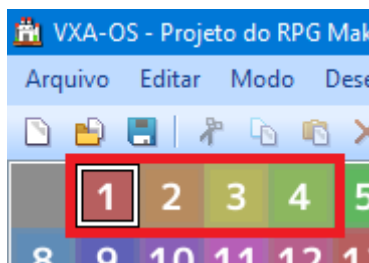 VXA-OS - Projeto do RPG Mak
Arquivo Editar Modo Dese
1 2 3 4 5
8 9 10 11 12 13